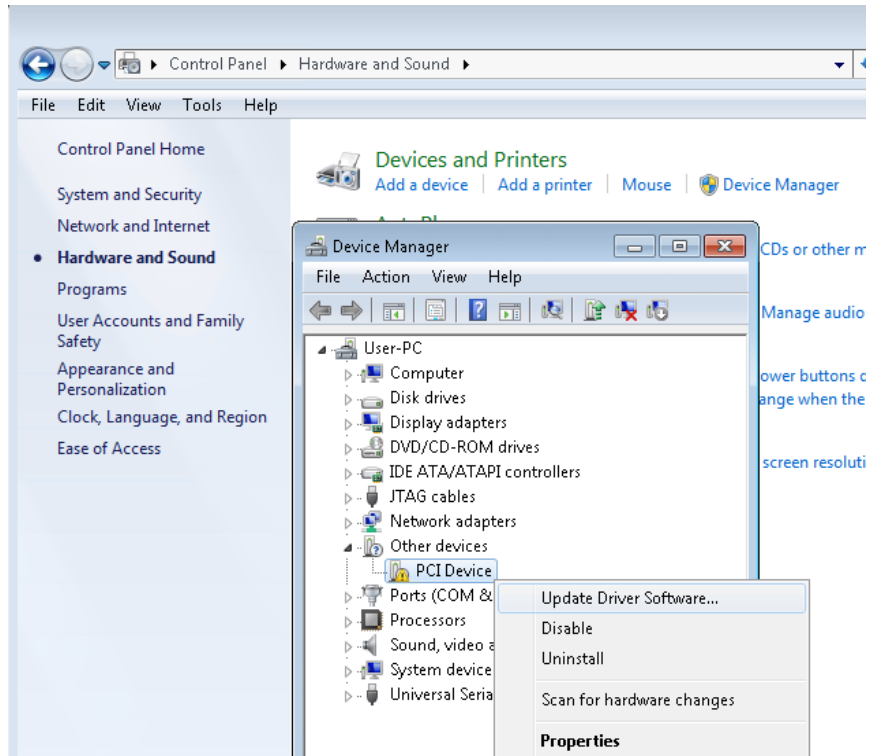 Control Panel Hardware and Sound
File Edit View Tools Help
Control Panel Home
System and Security
Network and Internet
Hardware and Sound
Programs
User Accounts and Family
Safety
Appearance and
Personalization
Clock, Language, and Region
Ease of Access
Devices and Printers
Add a device Add a printer Mouse Device Manager
CDs or other m
Manage audio
ower buttons
ange when the
screen resoluti
Device Manager
File Action View Help
User-PC
Computer
Disk drives
Display adapters
DVD/CD-ROM drives
IDE ATA/ATAPI controllers
JTAG cables
Network adapters
Other devices
PCI Device
Ports (COM &
Processors
Sound, video a
System device
Universal Seria
Update Driver Software...
Disable
Uninstall
Scan for hardware changes
Properties